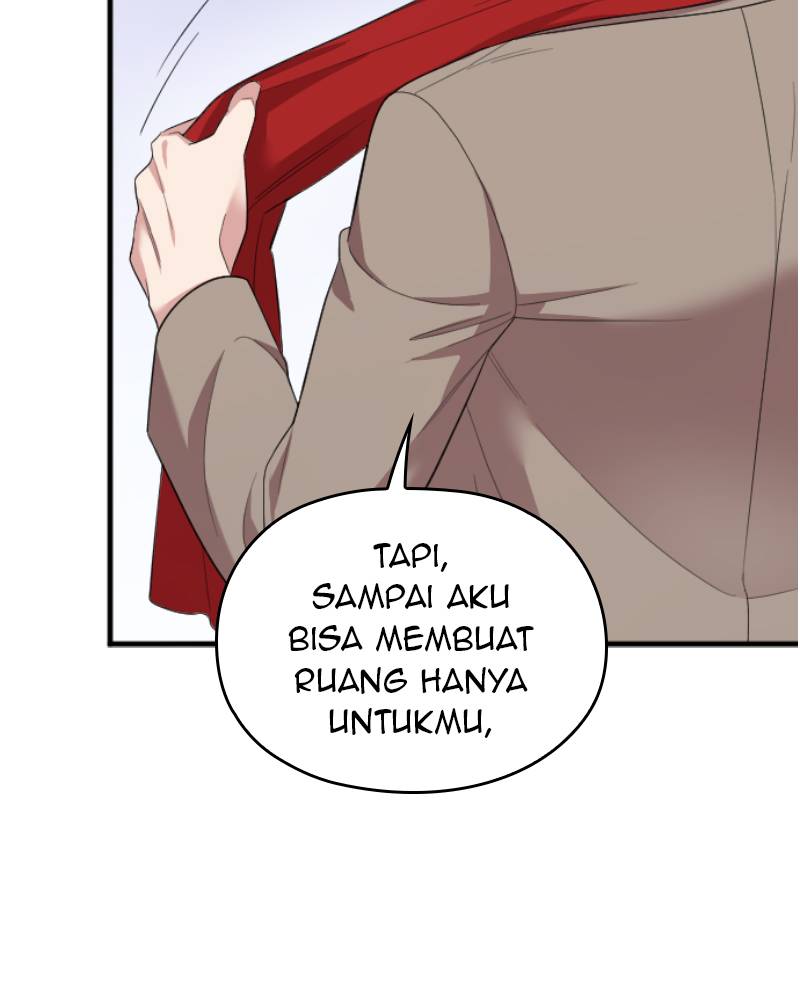 TAPI,
SAMPAI AKU
BISA MEMBUAT
RUANG HANYA
UNTUKMU,